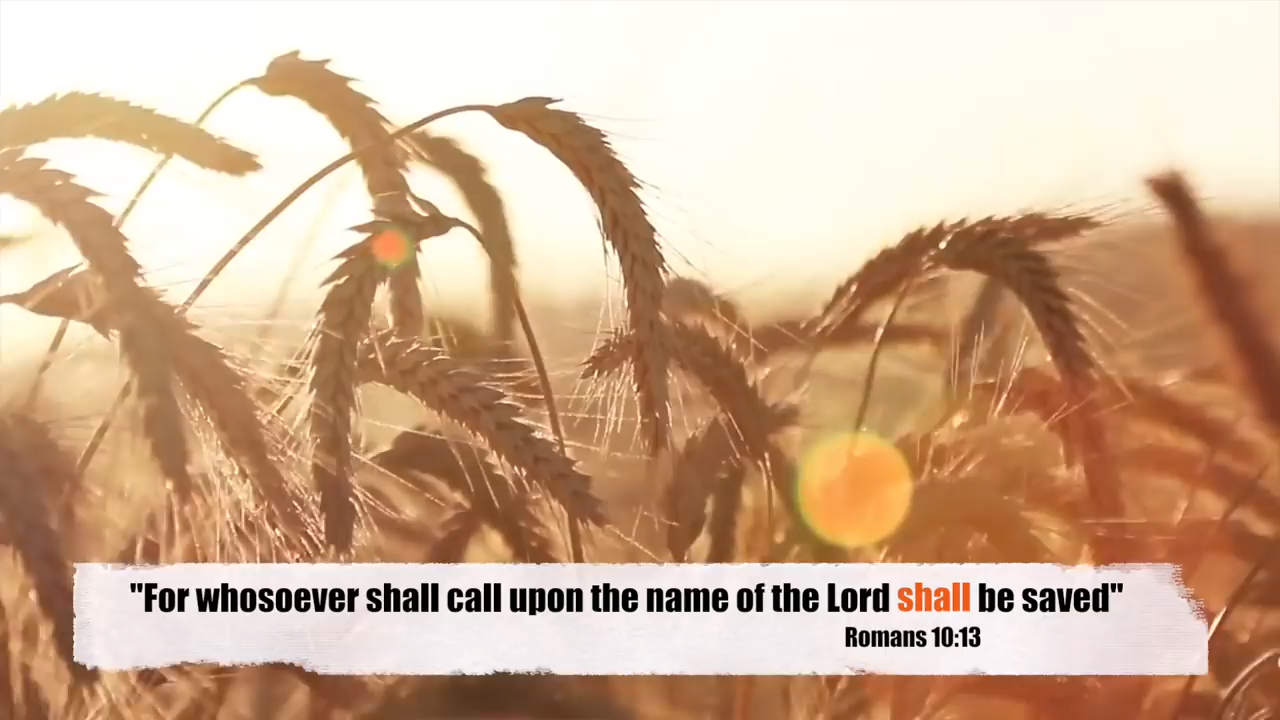 "For whosoever shall call upon the name of the Lord shall be saved"
Romans 10:13